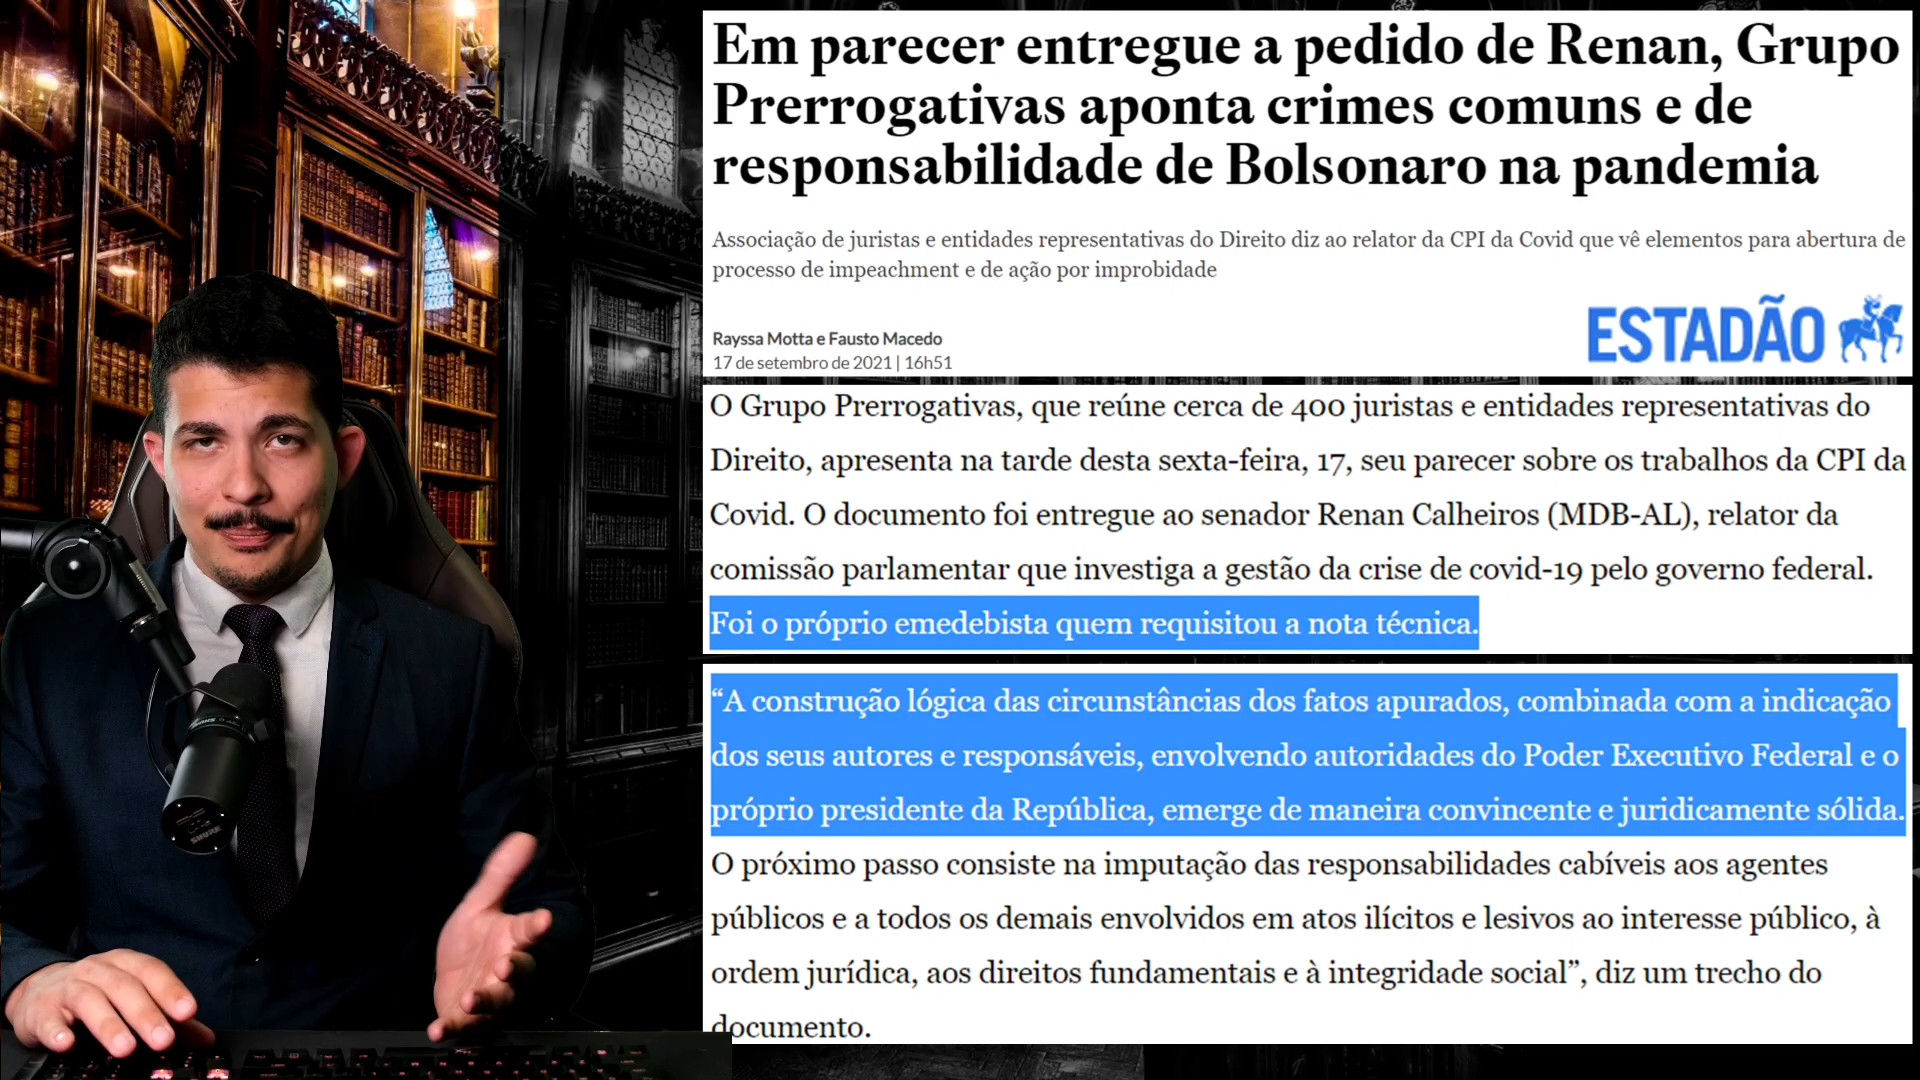 Em parecer entregue a pedido de Renan, Grupo
Prerrogativas aponta crimes comuns e de
responsabilidade de Bolsonaro na pandemia
Associação de juristas e entidades representativas do Direito diz ao relator da CPI da Covid que vê elementos para abertura de
processo de impeachment e de ação por improbidade
Rayssa Motta e Fausto Macedo
17 de setembro de 2021 | 16h51
ESTADÃO
O Grupo Prerrogativas, que reúne cerca de 400 juristas e entidades representativas do
Direito, apresenta na tarde desta sexta-feira, 17, seu parecer sobre os trabalhos da CPI da
Covid. O documento foi entregue ao senador Renan Calheiros (MDB-AL), relator da
comissão parlamentar que investiga a gestão da crise de covid-19 pelo governo federal.
Foi o próprio emedebista quem requisitou a nota técnica.
“A construção lógica das circunstâncias dos fatos apurados, combinada com a indicação
dos seus autores e responsáveis, envolvendo autoridades do Poder Executivo Federal e o
próprio presidente da República, emerge de maneira convincente e juridicamente sólida.
O próximo passo consiste na imputação das responsabilidades cabíveis aos agentes
públicos e a todos os demais envolvidos em atos ilícitos e lesivos ao interesse público, à
ordem jurídica, aos direitos fundamentais e à integridade social”, diz um trecho do
documento.
SHURE